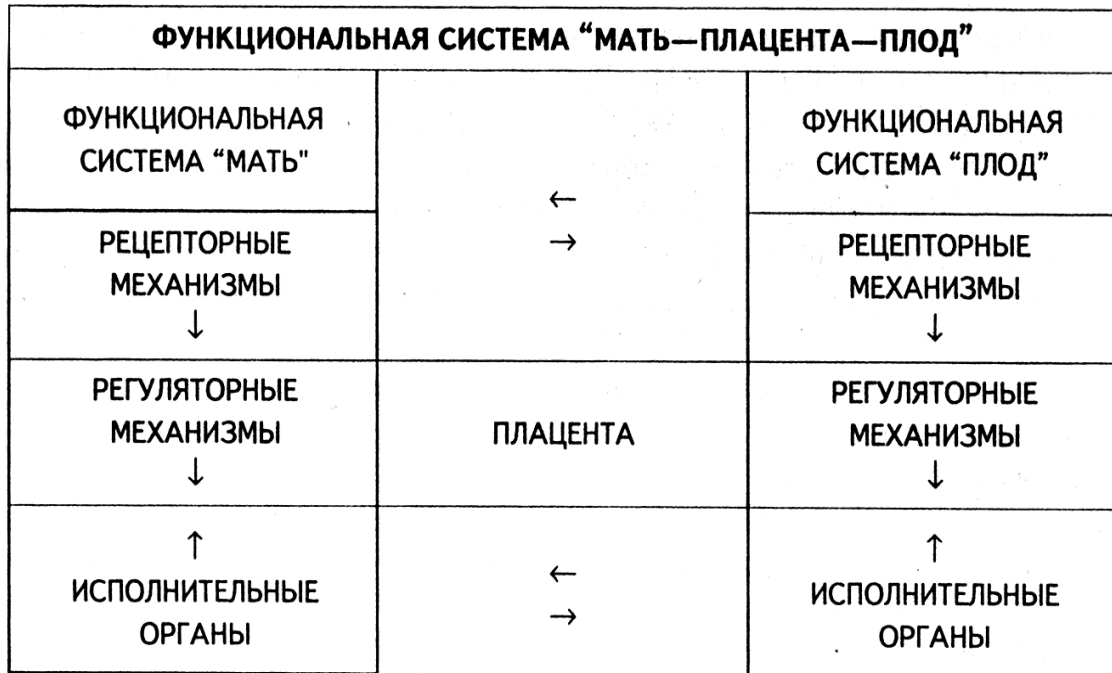 ФУНКЦИОНАЛЬНАЯ СИСТЕМА “МАТЬ—ПЛАЦЕНТА—ПЛОД”
ФУНКЦИОНАЛЬНАЯ
СИСТЕМА “МАТЬ"
←
→
ФУНКЦИОНАЛЬНАЯ
СИСТЕМА “ПЛОД”
РЕЦЕПТОРНЫЕ
МЕХАНИЗМЫ
↓
РЕЦЕПТОРНЫЕ
МЕХАНИЗМЫ
↓
РЕГУЛЯТОРНЫЕ
МЕХАНИЗМЫ
↓
ПЛАЦЕНТА
РЕГУЛЯТОРНЫЕ
МЕХАНИЗМЫ
↓
↑
ИСПОЛНИТЕЛЬНЫЕ
ОРГАНЫ
←
→
↑
ИСПОЛНИТЕЛЬНЫЕ
ОРГАНЫ